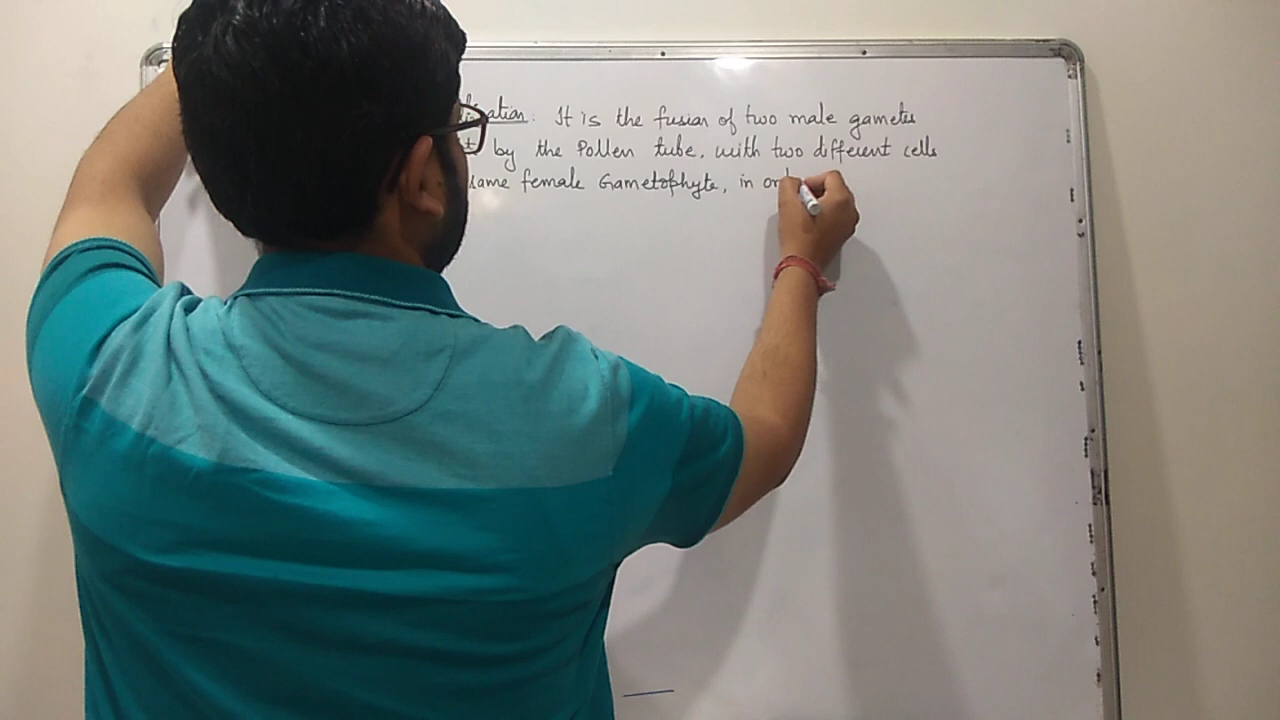 It is the fusion of two male gametes
by the Pollen tube, with two different cells
same female Gametophyte, in